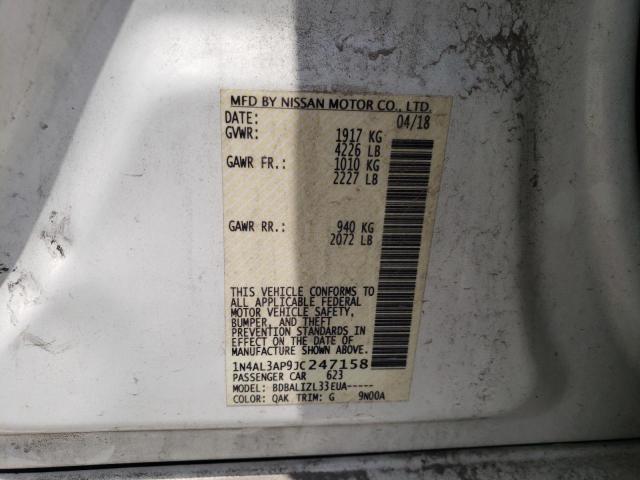 MFD BY NISSAN MOTOR CO., LTD.
DATE: 04/18
GVWR: 1917 KG
4226 LB
GAWR FR.: 1010 KG
2227 LB
GAWR RR.: 940 KG
2072 LB
THIS VEHICLE CONFORMS TO
ALL APPLICABLE FEDERAL
MOTOR VEHICLE SAFETY,
BUMPER, AND THEFT
PREVENTION STANDARDS IN
EFFECT ON THE DATE OF
MANUFACTURE SHOWN ABOVE.
1N4AL3AP9JC247158
PASSENGER CAR 623
MODEL: BDBALIZL33EUA-----
COLOR: QAK TRIM: G 9N00A